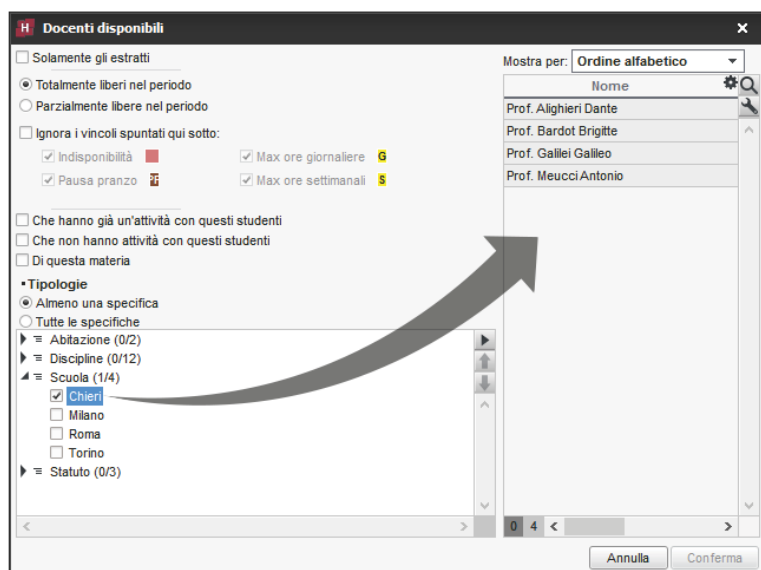 H Docenti disponibili
Solamente gli estratti
Totalmente liberi nel periodo
Parzialmente libere nel periodo
Ignora i vincoli spuntati qui sotto:
Indisponibilità
Max ore giornaliere G
Pausa pranzo PP
Max ore settimanali S
Che hanno già un'attività con questi studenti
Che non hanno attività con questi studenti
Di questa materia
Tipologie
Almeno una specifica
Tutte le specifiche
Abitazione (0/2)
Discipline (0/12)
Scuola (1/4)
Chieri
Milano
Roma
Torino
Statuto (0/3)
Mostra per: Ordine alfabetico
Nome
Prof. Alighieri Dante
Prof. Bardot Brigitte
Prof. Galilei Galileo
Prof. Meucci Antonio
0 4
Annulla Conferma